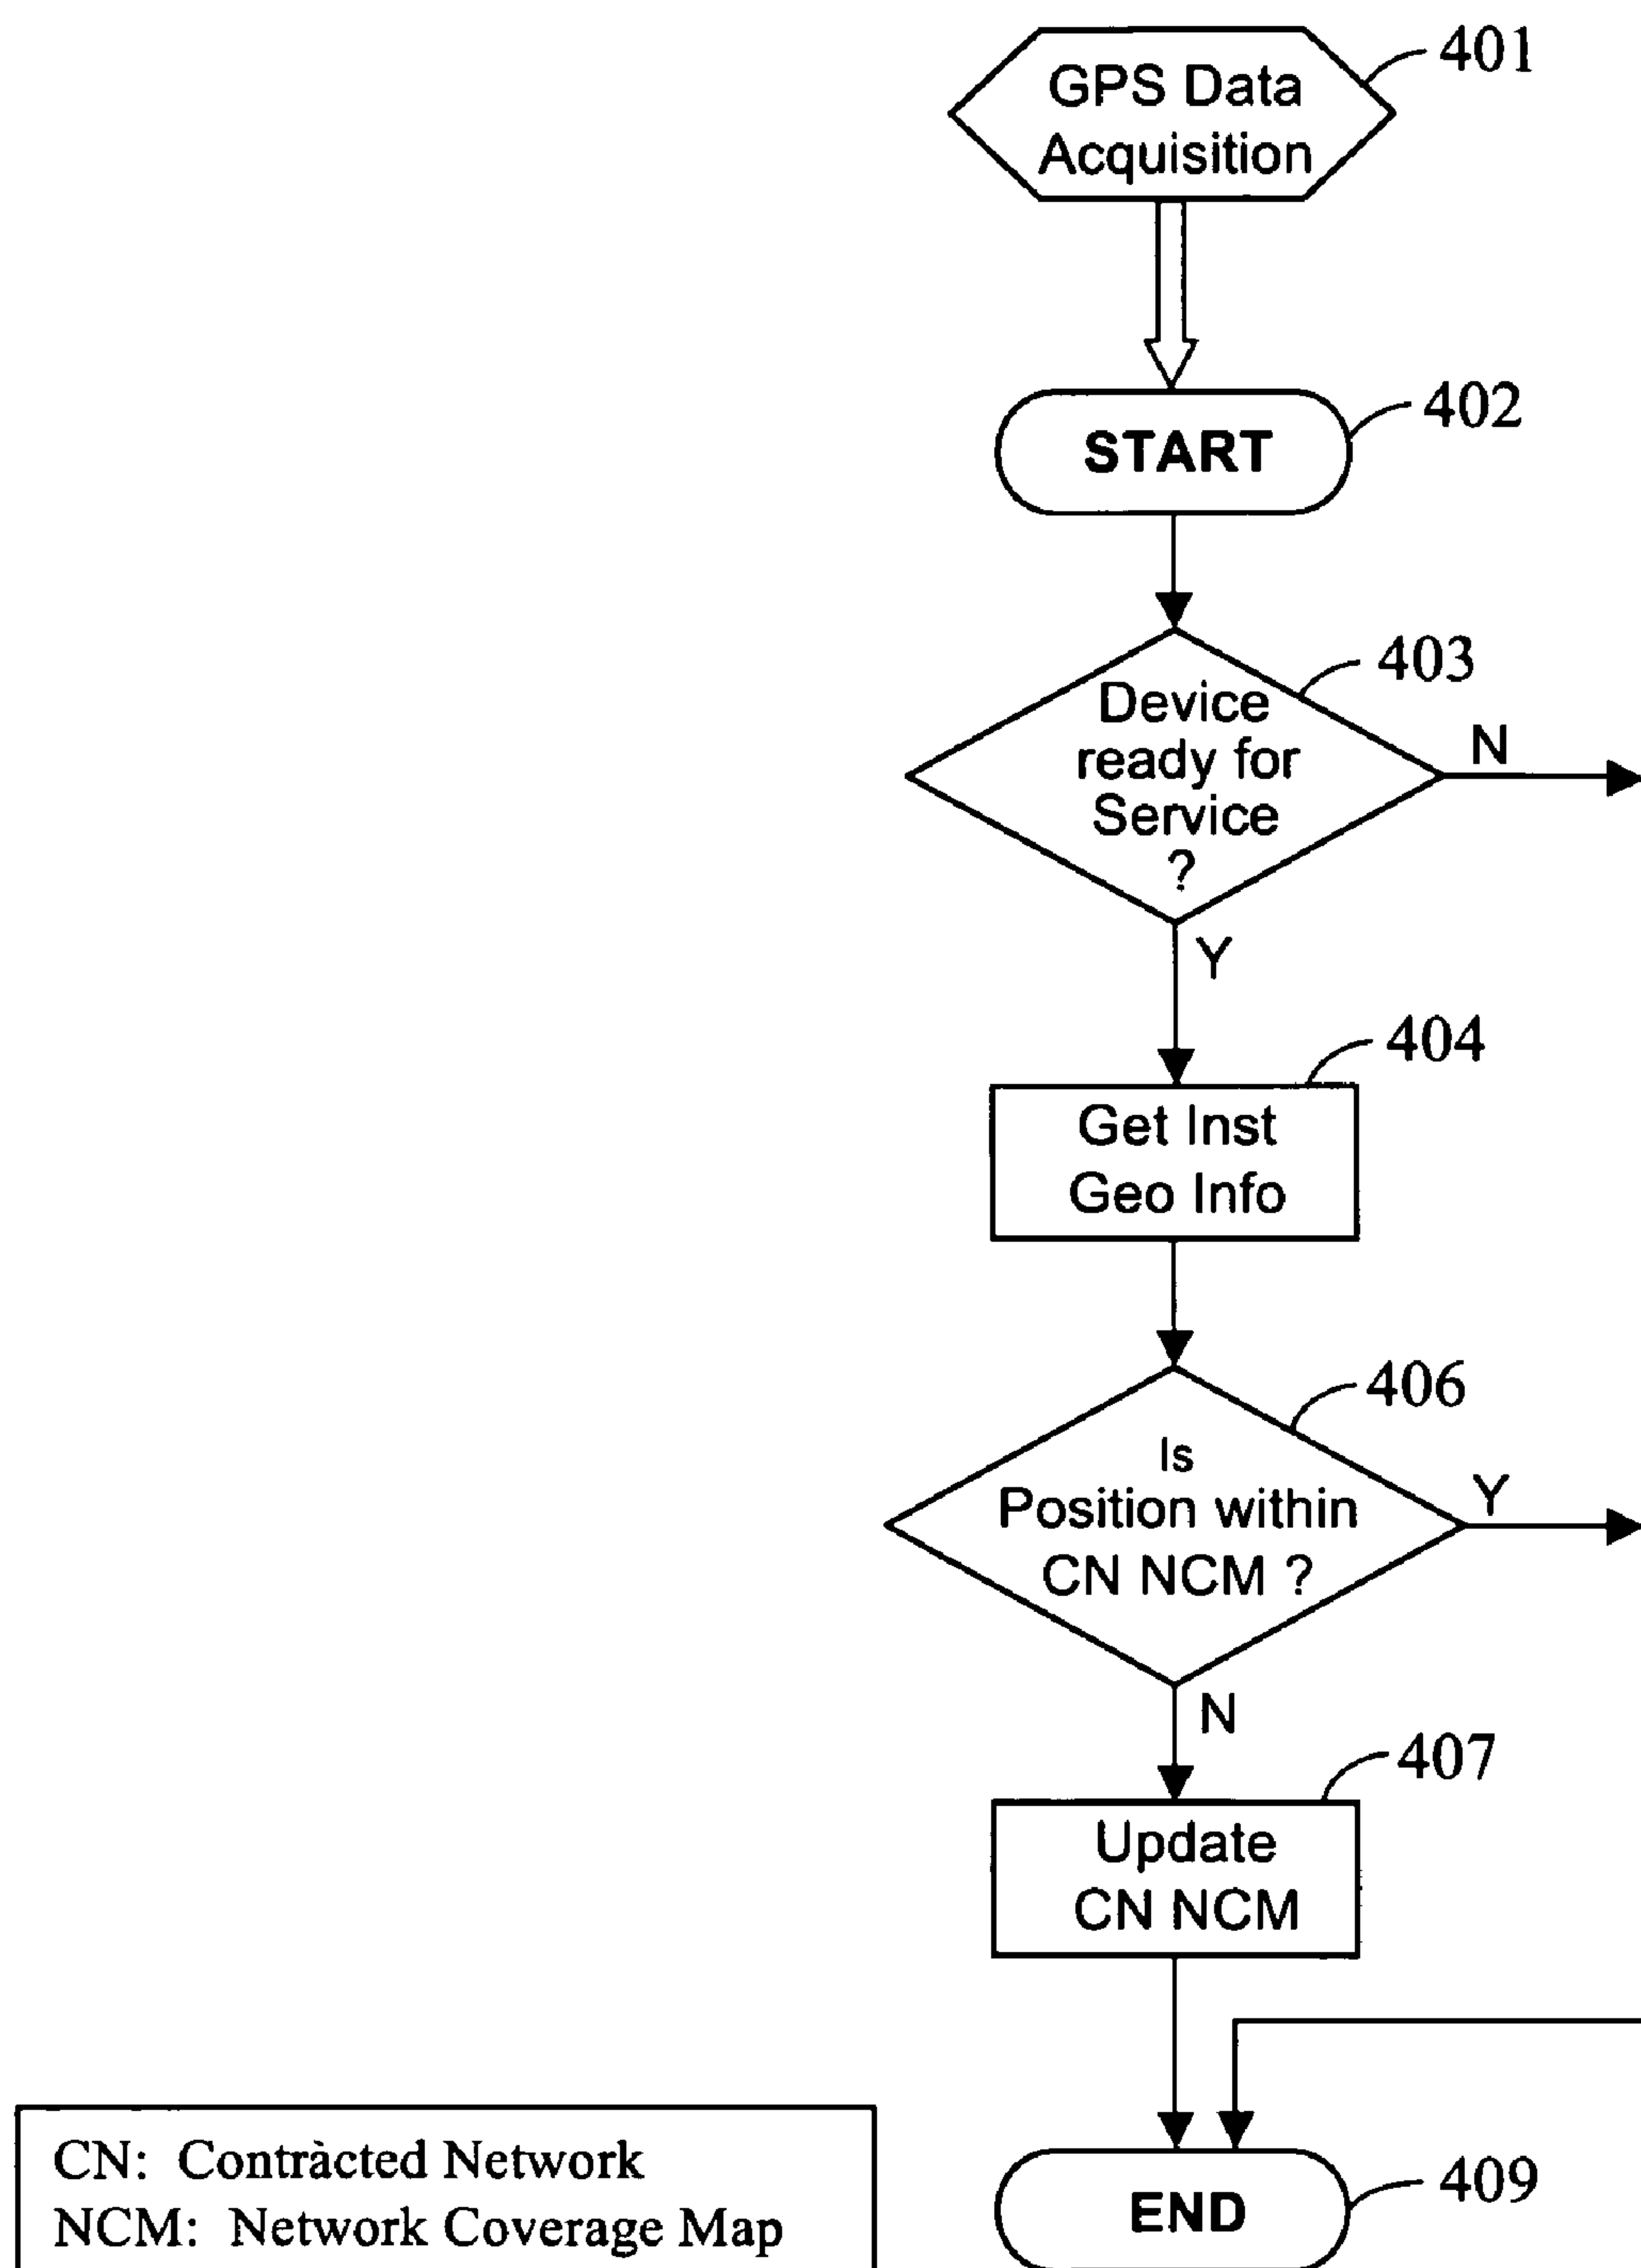 401
GPS Data
Acquisition
402
START
403
Device
ready for
Service
?
N
Y
404
Get Inst
Geo Info
406
Is
Position within
CN NCM ?
Y
N
407
Update
CN NCM
CN: Contracted Network
NCM: Network Coverage Map
409
END